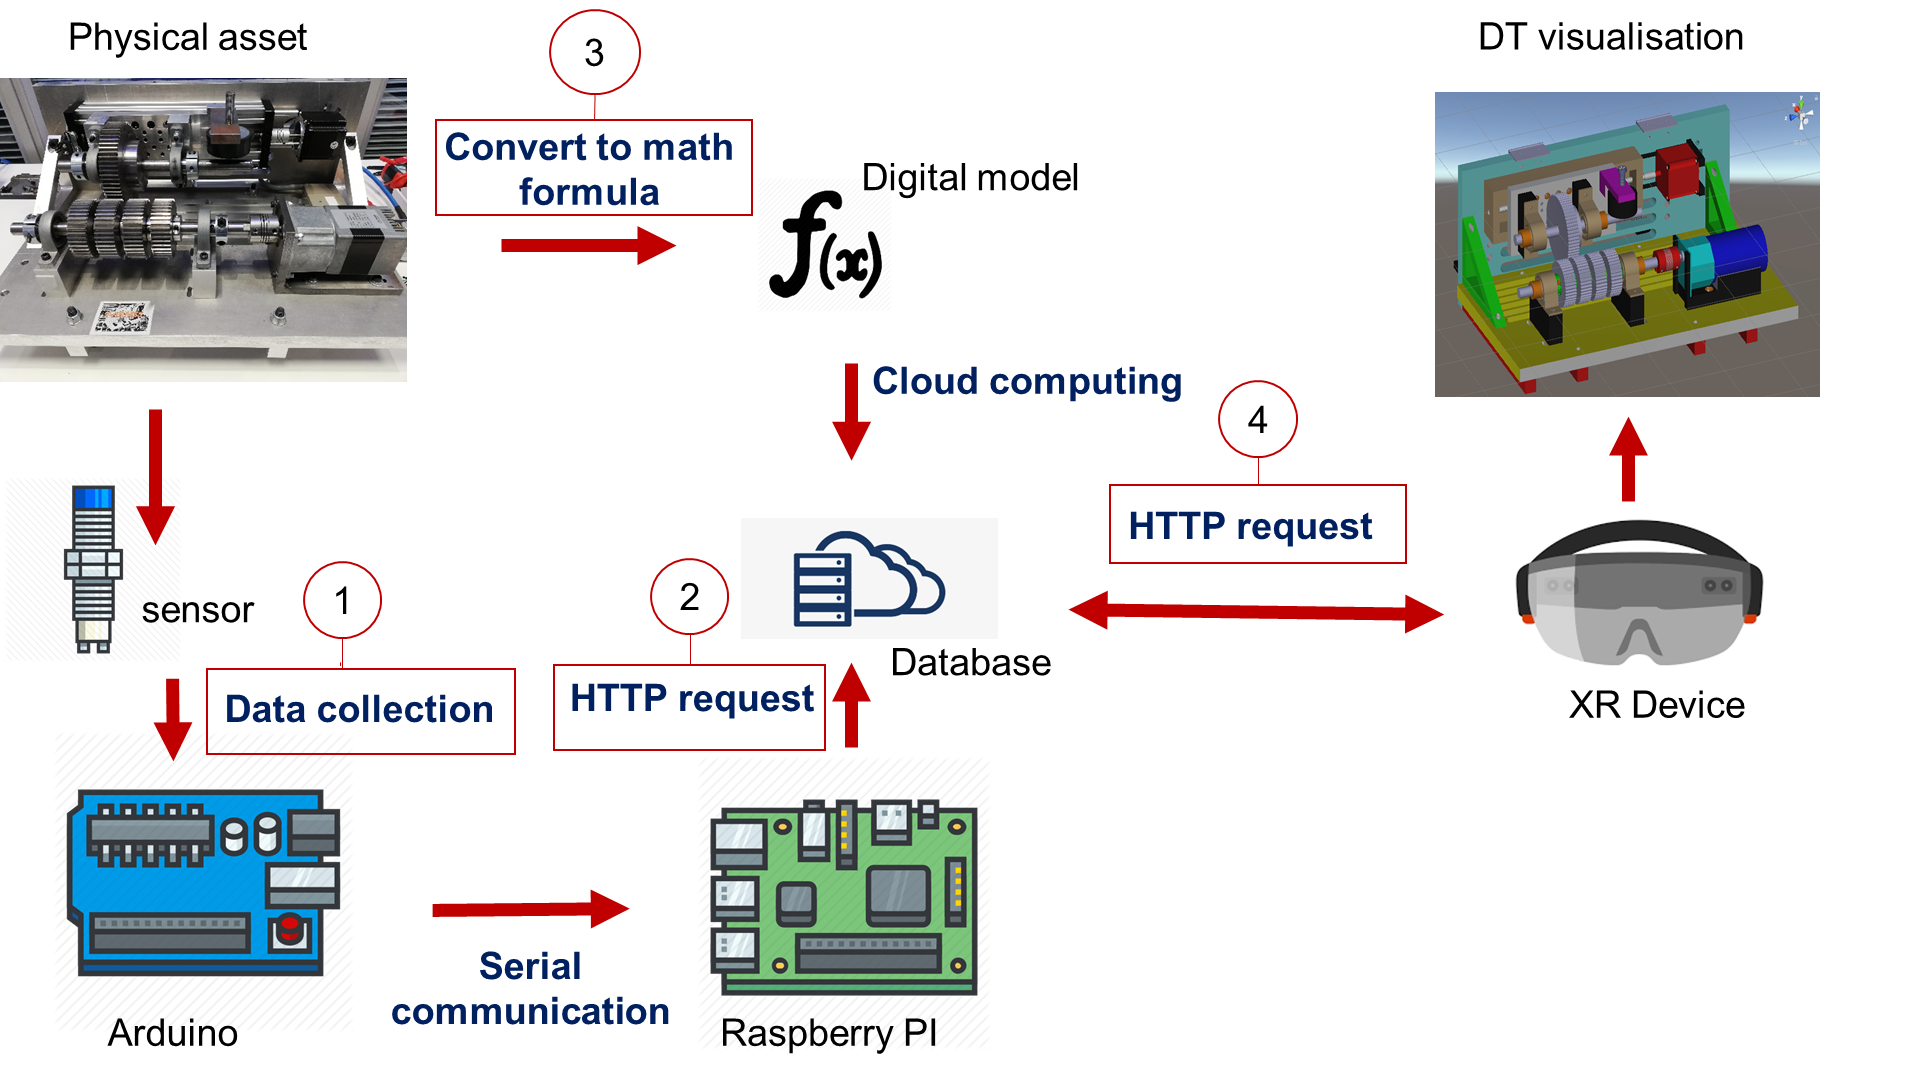 Physical asset
3
DT visualisation
Convert to math
formula
Digital model
f(x)
Cloud computing
4
HTTP request
sensor
1
2
Database
Data collection
HTTP request
XR Device
Serial
communication
Arduino
Raspberry PI